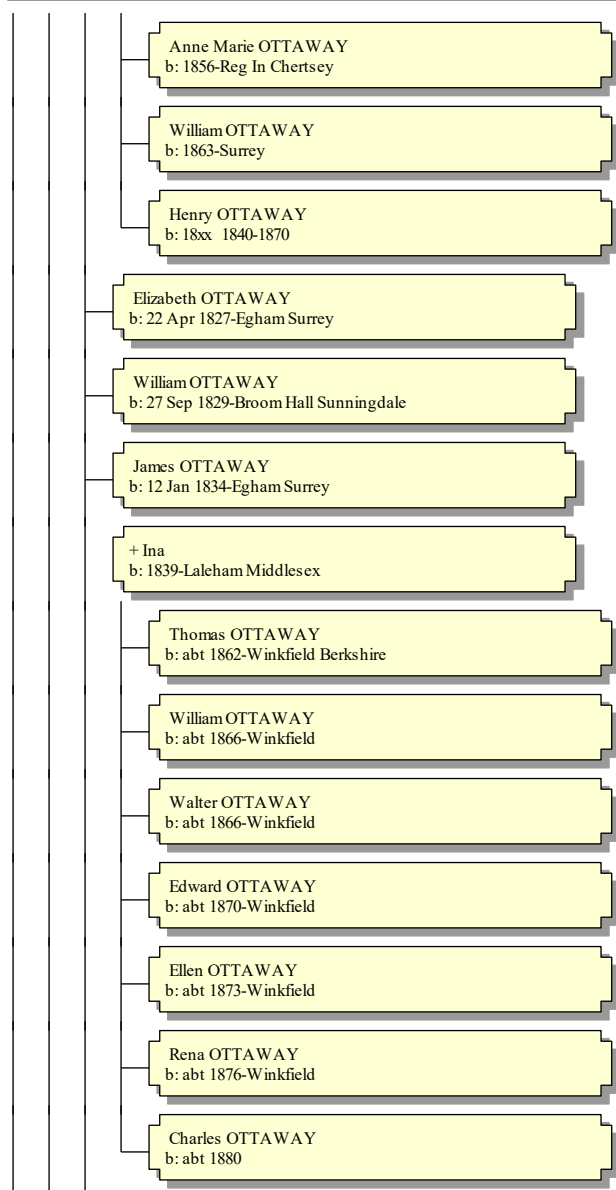 Anne Marie OTTAWAY
b: 1856-Reg In Chertsey
William OTTAWAY
b: 1863-Surrey
Henry OTTAWAY
b: 18xx 1840-1870
Elizabeth OTTAWAY
b: 22 Apr 1827-Egham Surrey
William OTTAWAY
b: 27 Sep 1829-Broom Hall Sunningdale
James OTTAWAY
b: 12 Jan 1834-Egham Surrey
+ Ina
b: 1839-Laleham Middlesex
Thomas OTTAWAY
b: abt 1862-Winkfield Berkshire
William OTTAWAY
b: abt 1866-Winkfield
Walter OTTAWAY
b: abt 1866-Winkfield
Edward OTTAWAY
b: abt 1870-Winkfield
Ellen OTTAWAY
b: abt 1873-Winkfield
Rena OTTAWAY
b: abt 1876-Winkfield
Charles OTTAWAY
b: abt 1880